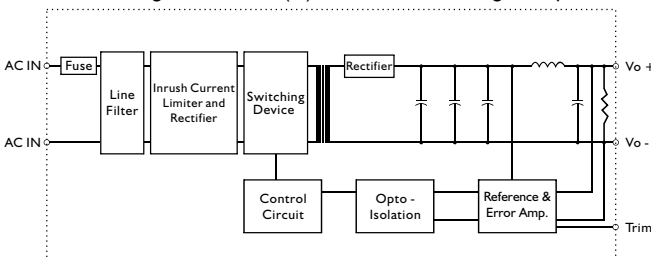 AC IN
Fuse
Line
Filter
Inrush Current
Limiter and
Rectifier
Switching
Device
Rectifier
Vo +
AC IN
Vo -
Control
Circuit
Opto -
Isolation
Reference &
Error Amp.
Trim